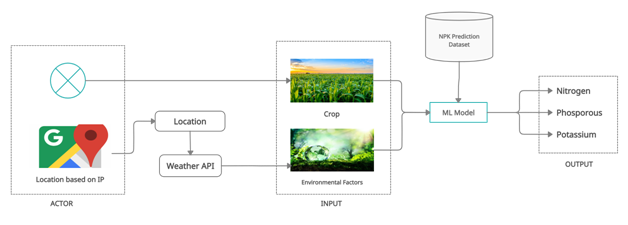 NPK Prediction
Dataset
G
Location based on IP
ACTOR
Location
Weather API
Crop
Environmental Factors
INPUT
ML Model
Nitrogen
Phosporous
Potassium
OUTPUT